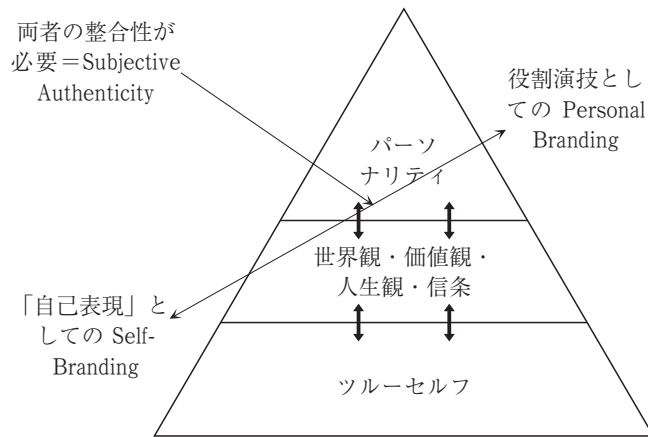 両者の整合性が
必要＝Subjective
Authenticity
役割演技とし
ての Personal
Branding
パーソ
ナリティ
世界観・価値観・
人生観・信条
「自己表現」と
しての Self-
Branding
ツルーセルフ